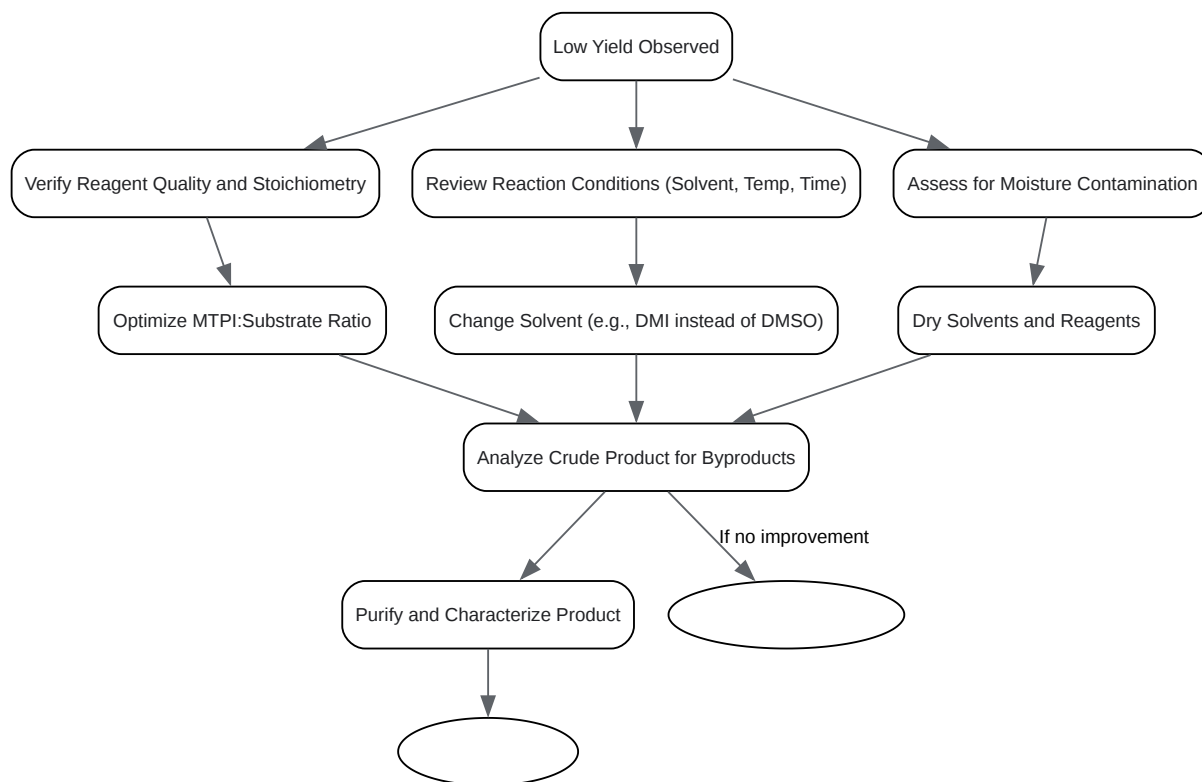 Low Yield Observed
Verify Reagent Quality and Stoichiometry
Review Reaction Conditions (Solvent, Temp, Time)
Assess for Moisture Contamination
Optimize MTPI:Substrate Ratio
Change Solvent (e.g., DMI instead of DMSO)
Dry Solvents and Reagents
Analyze Crude Product for Byproducts
If no improvement
Purify and Characterize Product